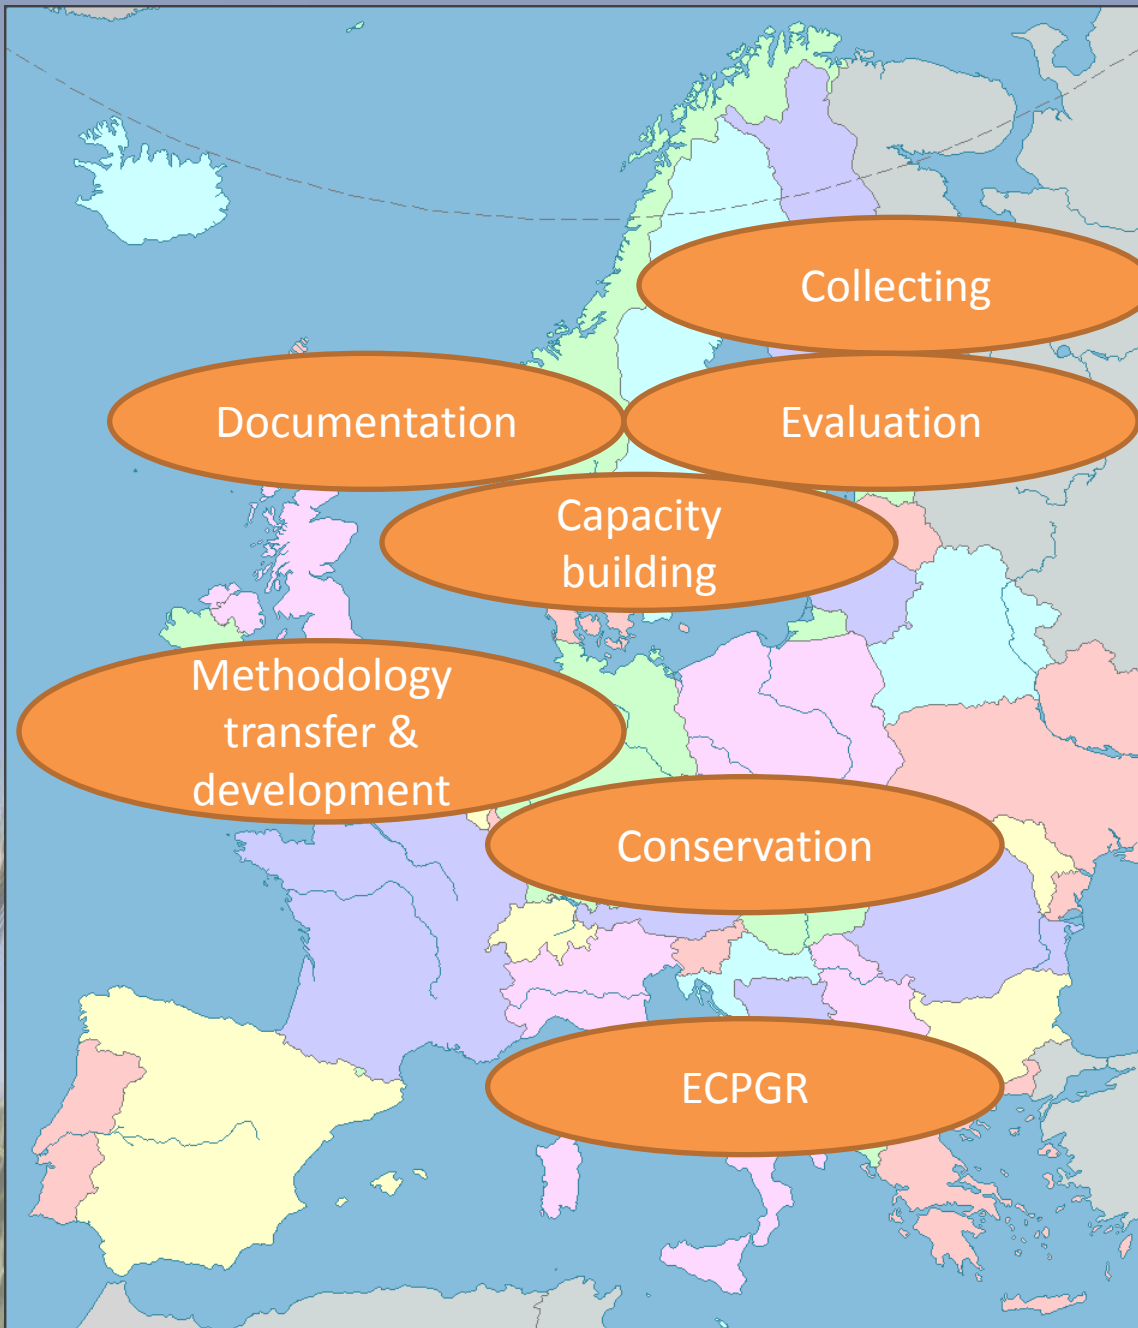 Collecting
Documentation
Evaluation
Capacity
building
Methodology
transfer &
development
Conservation
ECPGR